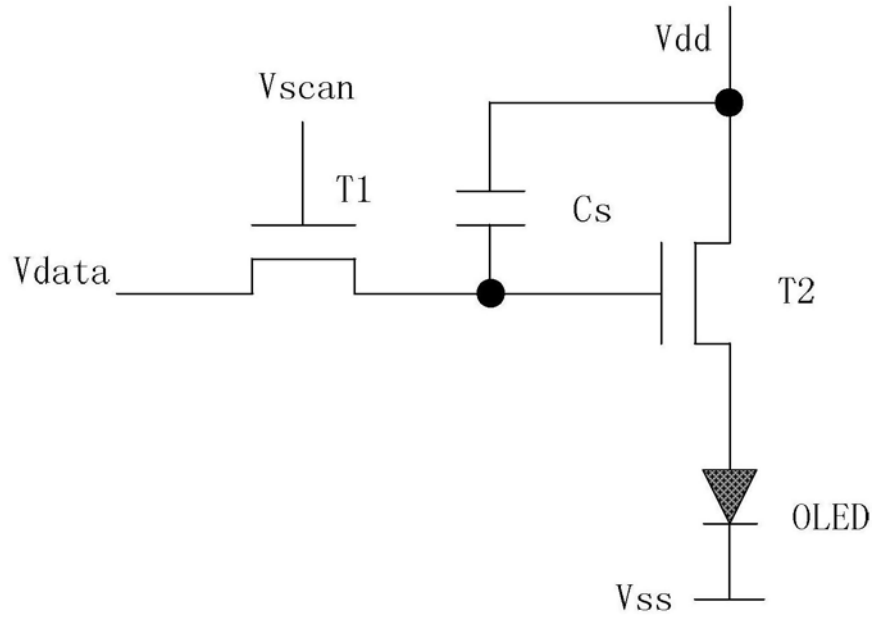 Vdd
Vscan
T1
Cs
Vdata
T2
OLED
Vss